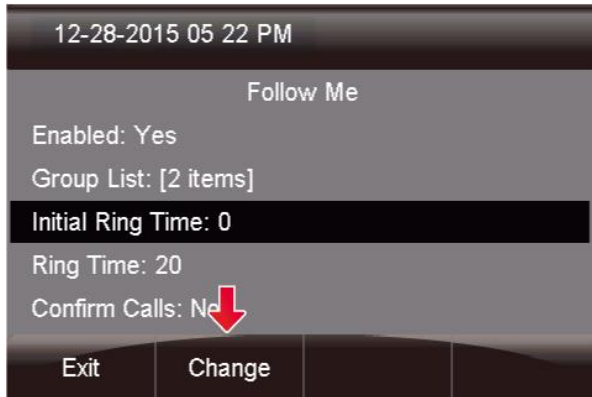 12-28-2015 05 22 PM
Follow Me
Enabled: Yes
Group List: [2 items]
Initial Ring Time: 0
Ring Time: 20
Confirm Calls: No
Exit Change